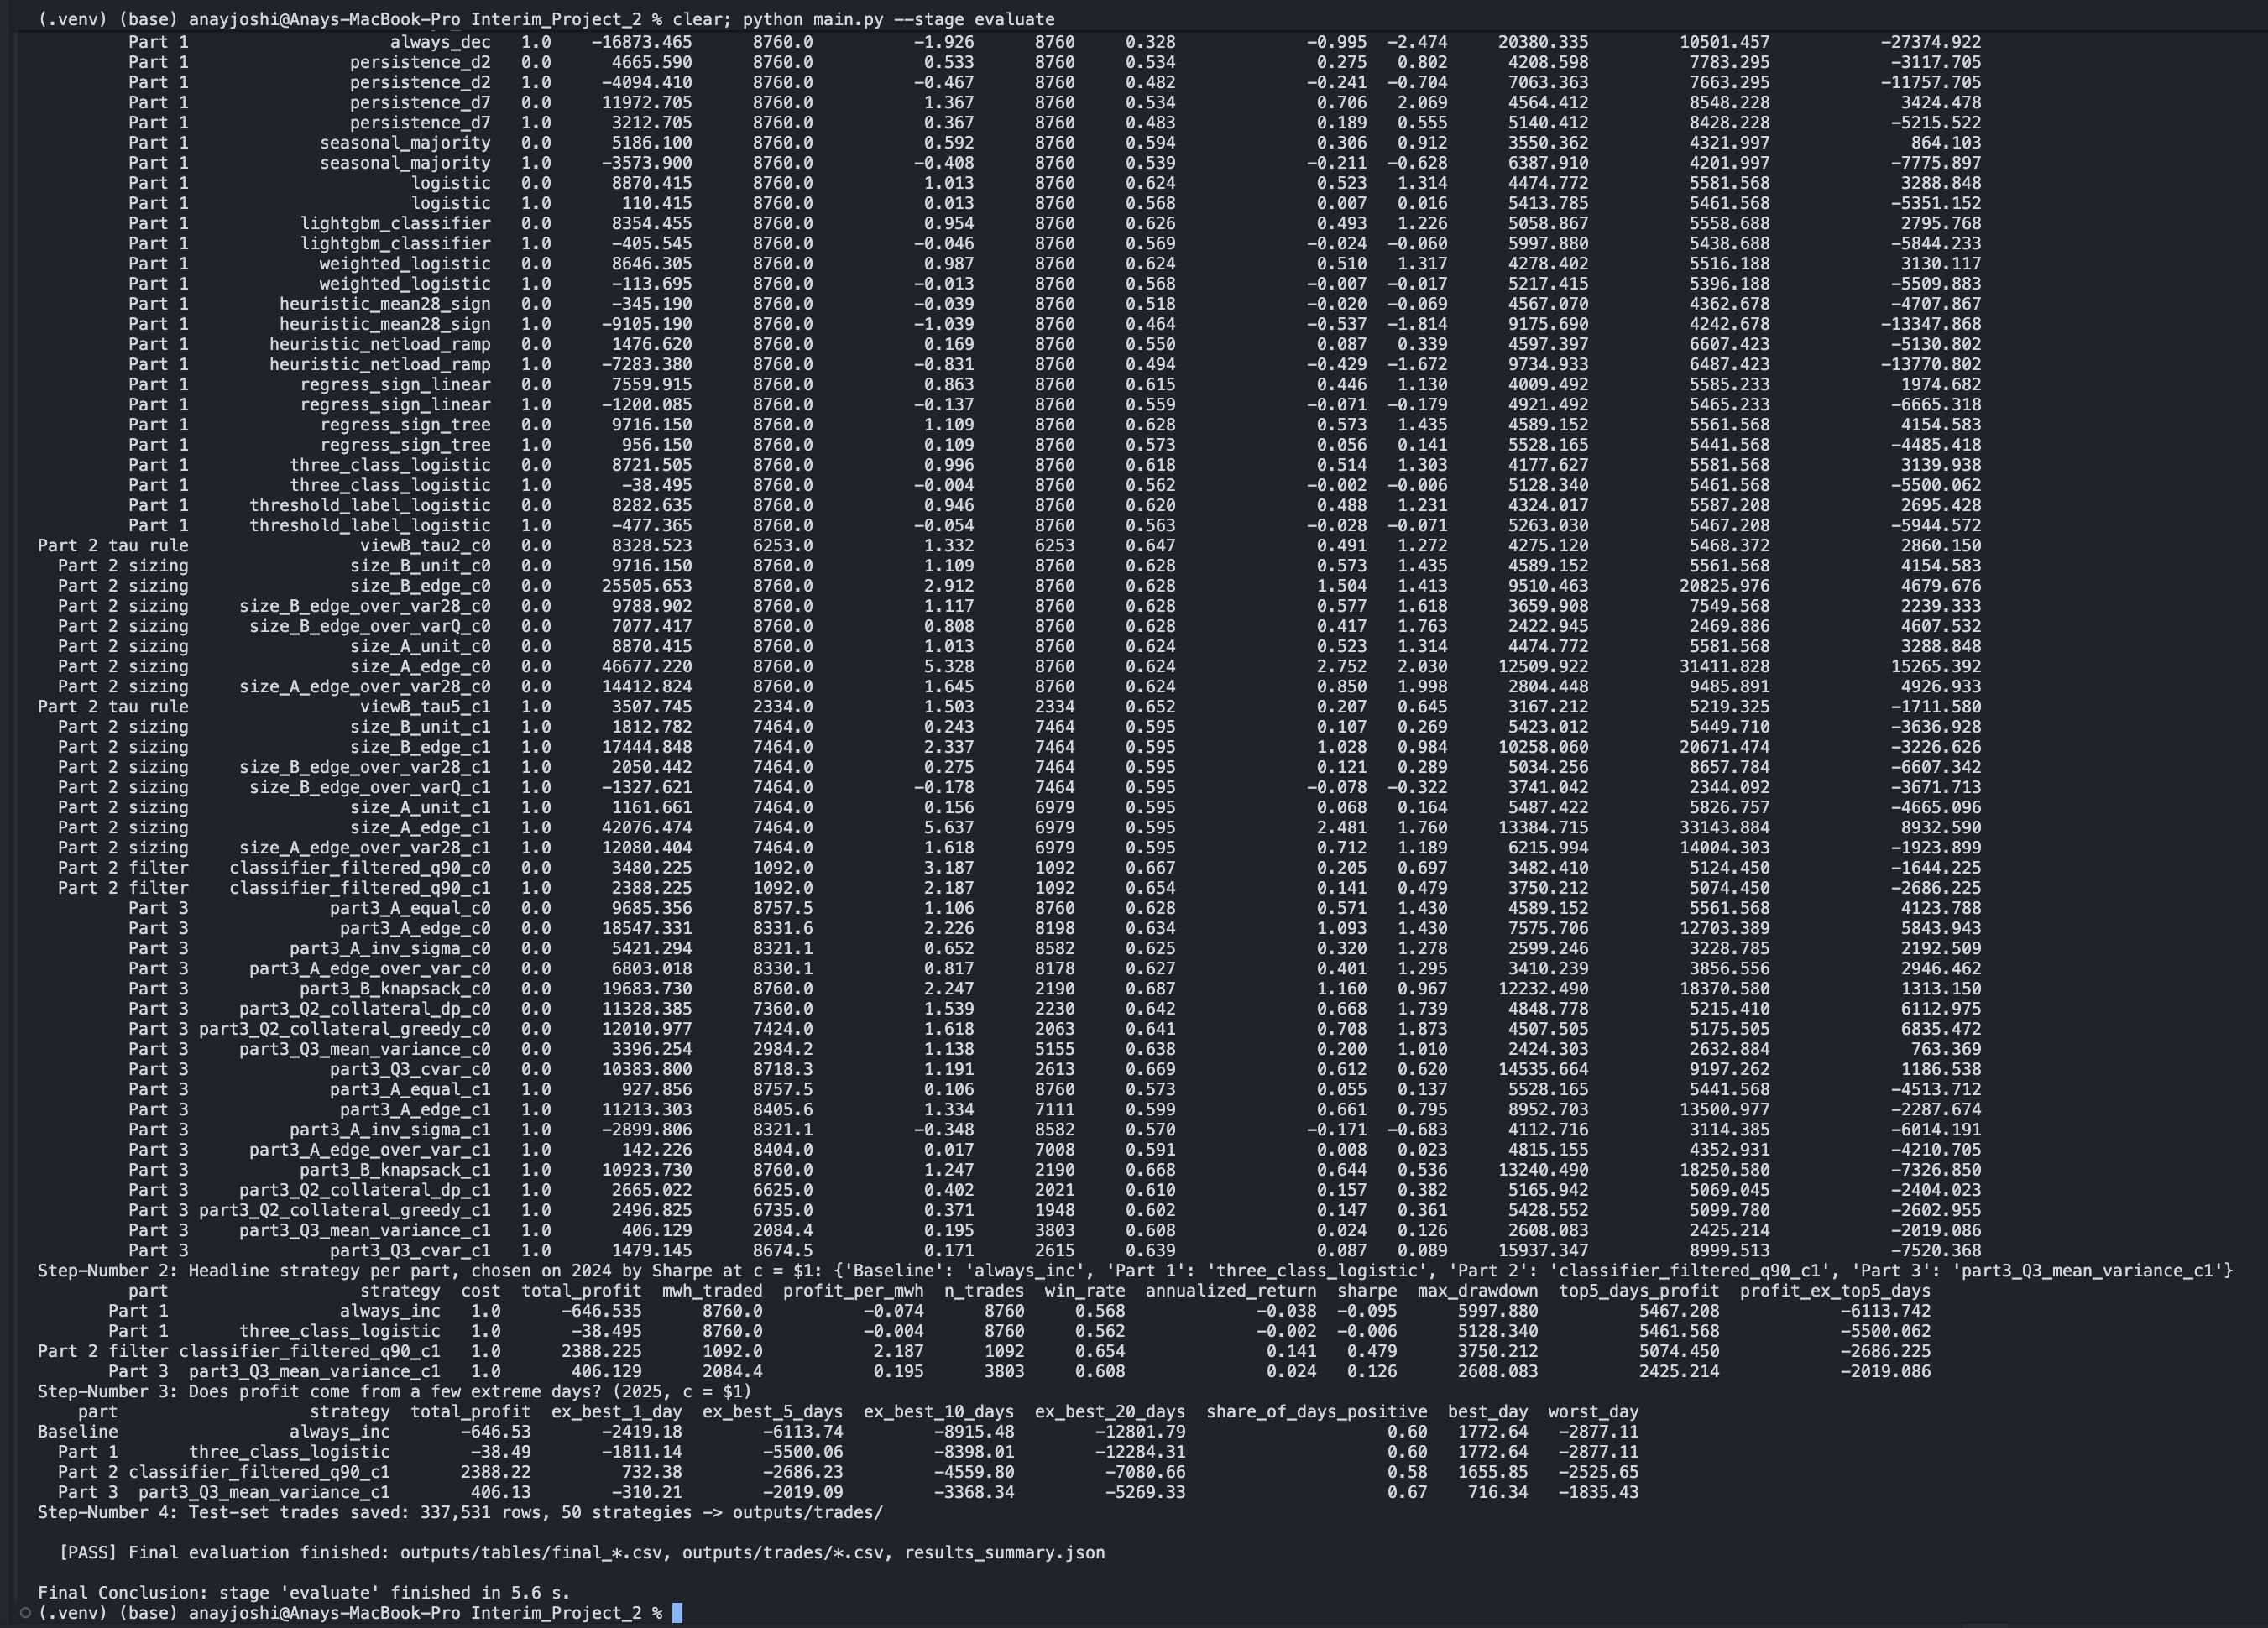 (.venv) (base) anayjoshi@Anays-MacBook-Pro Interim_Project_2 % clear; python main.py --stage evaluate
Part 1 always_dec 1.0 -16873.465 8760.0 -1.926 8760 0.328 -0.995 -2.474 20380.335 10501.457 -27374.922
Part 1 persistence_d2 0.0 4665.590 8760.0 0.533 8760 0.534 0.275 0.802 4208.598 7783.295 -3117.705
Part 1 persistence_d2 1.0 -4094.410 8760.0 -0.467 8760 0.482 -0.241 -0.704 7063.363 7663.295 -11757.705
Part 1 persistence_d7 0.0 11972.705 8760.0 1.367 8760 0.534 0.706 2.069 4564.412 8548.228 3424.478
Part 1 persistence_d7 1.0 3212.705 8760.0 0.367 8760 0.483 0.189 0.555 5140.412 8428.228 -5215.522
Part 1 seasonal_majority 0.0 5186.100 8760.0 0.592 8760 0.594 0.306 0.912 3550.362 4321.997 864.103
Part 1 seasonal_majority 1.0 -3573.900 8760.0 -0.408 8760 0.539 -0.211 -0.628 6387.910 4201.997 -7775.897
Part 1 logistic 0.0 8870.415 8760.0 1.013 8760 0.624 0.523 1.314 4474.772 5581.568 3288.848
Part 1 logistic 1.0 110.415 8760.0 0.013 8760 0.568 0.007 0.016 5413.785 5461.568 -5351.152
Part 1 lightgbm_classifier 0.0 8354.455 8760.0 0.954 8760 0.626 0.493 1.226 5058.867 5558.688 2795.768
Part 1 lightgbm_classifier 1.0 -405.545 8760.0 -0.046 8760 0.569 -0.024 -0.060 5997.880 5438.688 -5844.233
Part 1 weighted_logistic 0.0 8646.305 8760.0 0.987 8760 0.624 0.510 1.317 4278.402 5516.188 3130.117
Part 1 weighted_logistic 1.0 -113.695 8760.0 -0.013 8760 0.568 -0.007 -0.017 5217.415 5396.188 -5509.883
Part 1 heuristic_mean28_sign 0.0 -345.190 8760.0 -0.039 8760 0.518 -0.020 -0.069 4567.070 4362.678 -4707.867
Part 1 heuristic_mean28_sign 1.0 -9105.190 8760.0 -1.039 8760 0.464 -0.537 -1.814 9175.690 4242.678 -13347.868
Part 1 heuristic_netload_ramp 0.0 1476.620 8760.0 0.169 8760 0.550 0.087 0.339 4597.397 6607.423 -5130.802
Part 1 heuristic_netload_ramp 1.0 -7283.380 8760.0 -0.831 8760 0.494 -0.429 -1.672 9734.933 6487.423 -13770.802
Part 1 regress_sign_linear 0.0 7559.915 8760.0 0.863 8760 0.615 0.446 1.130 4009.492 5585.233 1974.682
Part 1 regress_sign_linear 1.0 -1200.085 8760.0 -0.137 8760 0.559 -0.071 -0.179 4921.492 5465.233 -6665.318
Part 1 regress_sign_tree 0.0 9716.150 8760.0 1.109 8760 0.628 0.573 1.435 4589.152 5561.568 4154.583
Part 1 regress_sign_tree 1.0 956.150 8760.0 0.109 8760 0.573 0.056 0.141 5528.165 5441.568 -4485.418
Part 1 three_class_logistic 0.0 8721.505 8760.0 0.996 8760 0.618 0.514 1.303 4177.627 5581.568 3139.938
Part 1 three_class_logistic 1.0 -38.495 8760.0 -0.004 8760 0.562 -0.002 -0.006 5128.340 5461.568 -5500.062
Part 1 threshold_label_logistic 0.0 8282.635 8760.0 0.946 8760 0.620 0.488 1.231 4324.017 5587.208 2695.428
Part 1 threshold_label_logistic 1.0 -477.365 8760.0 -0.054 8760 0.563 -0.028 -0.071 5263.030 5467.208 -5944.572
Part 2 tau rule viewB_tau2_c0 0.0 8328.523 6253.0 1.332 6253 0.647 0.491 1.272 4275.120 5468.372 2860.150
Part 2 sizing size_B_unit_c0 0.0 9716.150 8760.0 1.109 8760 0.628 0.573 1.435 4589.152 5561.568 4154.583
Part 2 sizing size_B_edge_c0 0.0 25505.653 8760.0 2.912 8760 0.628 1.504 1.413 9510.463 20825.976 4679.676
Part 2 sizing size_B_edge_over_var28_c0 0.0 9788.902 8760.0 1.117 8760 0.628 0.577 1.618 3659.908 7549.568 2239.333
Part 2 sizing size_B_edge_over_varQ_c0 0.0 7077.417 8760.0 0.808 8760 0.628 0.417 1.763 2422.945 2469.886 4607.532
Part 2 sizing size_A_unit_c0 0.0 8870.415 8760.0 1.013 8760 0.624 0.523 1.314 4474.772 5581.568 3288.848
Part 2 sizing size_A_edge_c0 0.0 46677.220 8760.0 5.328 8760 0.624 2.752 2.030 12509.922 31411.828 15265.392
Part 2 sizing size_A_edge_over_var28_c0 0.0 14412.824 8760.0 1.645 8760 0.624 0.850 1.998 2804.448 9485.891 4926.933
Part 2 tau rule viewB_tau5_c1 1.0 3507.745 2334.0 1.503 2334 0.652 0.207 0.645 3167.212 5219.325 -1711.580
Part 2 sizing size_B_unit_c1 1.0 1812.782 7464.0 0.243 7464 0.595 0.107 0.269 5423.012 5449.710 -3636.928
Part 2 sizing size_B_edge_c1 1.0 17444.848 7464.0 2.337 7464 0.595 1.028 0.984 10258.060 20671.474 -3226.626
Part 2 sizing size_B_edge_over_var28_c1 1.0 2050.442 7464.0 0.275 7464 0.595 0.121 0.289 5034.256 8657.784 -6607.342
Part 2 sizing size_B_edge_over_varQ_c1 1.0 -1327.621 7464.0 -0.178 7464 0.595 -0.078 -0.322 3741.042 2344.092 -3671.713
Part 2 sizing size_A_unit_c1 1.0 1161.661 7464.0 0.156 6979 0.595 0.068 0.164 5487.422 5826.757 -4665.096
Part 2 sizing size_A_edge_c1 1.0 42076.474 7464.0 5.637 6979 0.595 2.481 1.760 13384.715 33143.884 8932.590
Part 2 sizing size_A_edge_over_var28_c1 1.0 12080.404 7464.0 1.618 6979 0.595 0.712 1.189 6215.994 14004.303 -1923.899
Part 2 filter classifier_filtered_q90_c0 0.0 3480.225 1092.0 3.187 1092 0.667 0.205 0.697 3482.410 5124.450 -1644.225
Part 2 filter classifier_filtered_q90_c1 1.0 2388.225 1092.0 2.187 1092 0.654 0.141 0.479 3750.212 5074.450 -2686.225
Part 3 part3_A_equal_c0 0.0 9685.356 8757.5 1.106 8760 0.628 0.571 1.430 4589.152 5561.568 4123.788
Part 3 part3_A_edge_c0 0.0 18547.331 8331.6 2.226 8198 0.634 1.093 1.430 7575.706 12703.389 5843.943
Part 3 part3_A_inv_sigma_c0 0.0 5421.294 8321.1 0.652 8582 0.625 0.320 1.278 2599.246 3228.785 2192.509
Part 3 part3_A_edge_over_var_c0 0.0 6803.018 8330.1 0.817 8178 0.627 0.401 1.295 3410.239 3856.556 2946.462
Part 3 part3_B_knapsack_c0 0.0 19683.730 8760.0 2.247 2190 0.687 1.160 0.967 12232.490 18370.580 1313.150
Part 3 part3_Q2_collateral_dp_c0 0.0 11328.385 7360.0 1.539 2230 0.642 0.668 1.739 4848.778 5215.410 6112.975
Part 3 part3_Q2_collateral_greedy_c0 0.0 12010.977 7424.0 1.618 2063 0.641 0.708 1.873 4507.505 5175.505 6835.472
Part 3 part3_Q3_mean_variance_c0 0.0 3396.254 2984.2 1.138 5155 0.638 0.200 1.010 2424.303 2632.884 763.369
Part 3 part3_Q3_cvar_c0 0.0 10383.800 8718.3 1.191 2613 0.669 0.612 0.620 14535.664 9197.262 1186.538
Part 3 part3_A_equal_c1 1.0 927.856 8757.5 0.106 8760 0.573 0.055 0.137 5528.165 5441.568 -4513.712
Part 3 part3_A_edge_c1 1.0 11213.303 8405.6 1.334 7111 0.599 0.661 0.795 8952.703 13500.977 -2287.674
Part 3 part3_A_inv_sigma_c1 1.0 -2899.806 8321.1 -0.348 8582 0.570 -0.171 -0.683 4112.716 3114.385 -6014.191
Part 3 part3_A_edge_over_var_c1 1.0 142.226 8404.0 0.017 7008 0.591 0.008 0.023 4815.155 4352.931 -4210.705
Part 3 part3_B_knapsack_c1 1.0 10923.730 8760.0 1.247 2190 0.668 0.644 0.536 13240.490 18250.580 -7326.850
Part 3 part3_Q2_collateral_dp_c1 1.0 2665.022 6625.0 0.402 2021 0.610 0.157 0.382 5165.942 5069.045 -2404.023
Part 3 part3_Q2_collateral_greedy_c1 1.0 2496.825 6735.0 0.371 1948 0.602 0.147 0.361 5428.552 5099.780 -2602.955
Part 3 part3_Q3_mean_variance_c1 1.0 406.129 2084.4 0.195 3803 0.608 0.024 0.126 2608.083 2425.214 -2019.086
Part 3 part3_Q3_cvar_c1 1.0 1479.145 8674.5 0.171 2615 0.639 0.087 0.089 15937.347 8999.513 -7520.368
Step-Number 2: Headline strategy per part, chosen on 2024 by Sharpe at c = $1: {'Baseline': 'always_inc', 'Part 1': 'three_class_logistic', 'Part 2': 'classifier_filtered_q90_c1', 'Part 3': 'part3_Q3_mean_variance_c1'}
part strategy cost total_profit mwh_traded profit_per_mwh n_trades win_rate annualized_return sharpe max_drawdown top5_days_profit profit_ex_top5_days
Part 1 always_inc 1.0 -646.535 8760.0 -0.074 8760 0.568 -0.038 -0.095 5997.880 5467.208 -6113.742
Part 1 three_class_logistic 1.0 -38.495 8760.0 -0.004 8760 0.562 -0.002 -0.006 5128.340 5461.568 -5500.062
Part 2 filter classifier_filtered_q90_c1 1.0 2388.225 1092.0 2.187 1092 0.654 0.141 0.479 3750.212 5074.450 -2686.225
Part 3 part3_Q3_mean_variance_c1 1.0 406.129 2084.4 0.195 3803 0.608 0.024 0.126 2608.083 2425.214 -2019.086
Step-Number 3: Does profit come from a few extreme days? (2025, c = $1)
part strategy total_profit ex_best_1_day ex_best_5_days ex_best_10_days ex_best_20_days share_of_days_positive best_day worst_day
Baseline always_inc -646.53 -2419.18 -6113.74 -8915.48 -12801.79 0.60 1772.64 -2877.11
Part 1 three_class_logistic -38.49 -1811.14 -5500.06 -8398.01 -12284.31 0.60 1772.64 -2877.11
Part 2 classifier_filtered_q90_c1 2388.22 732.38 -2686.23 -4559.80 -7080.66 0.58 1655.85 -2525.65
Part 3 part3_Q3_mean_variance_c1 406.13 -310.21 -2019.09 -3368.34 -5269.33 0.67 716.34 -1835.43
Step-Number 4: Test-set trades saved: 337,531 rows, 50 strategies -> outputs/trades/
[PASS] Final evaluation finished: outputs/tables/final_*.csv, outputs/trades/*.csv, results_summary.json
Final Conclusion: stage 'evaluate' finished in 5.6 s.
(.venv) (base) anayjoshi@Anays-MacBook-Pro Interim_Project_2 %